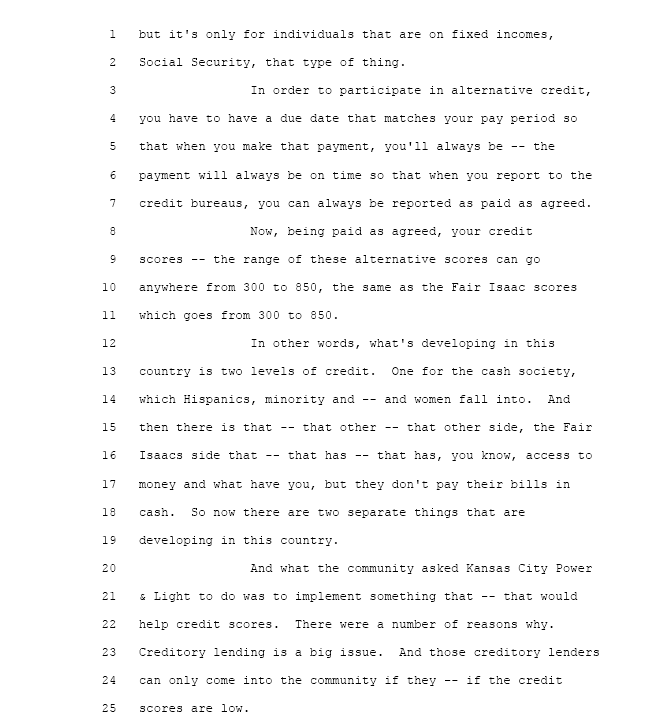 1 but it's only for individuals that are on fixed incomes,
2 Social Security, that type of thing.
3 In order to participate in alternative credit,
4 you have to have a due date that matches your pay period so
5 that when you make that payment, you'll always be -- the
6 payment will always be on time so that when you report to the
7 credit bureaus, you can always be reported as paid as agreed.
8 Now, being paid as agreed, your credit
9 scores -- the range of these alternative scores can go
10 anywhere from 300 to 850, the same as the Fair Isaac scores
11 which goes from 300 to 850.
12 In other words, what's developing in this
13 country is two levels of credit.  One for the cash society,
14 which Hispanics, minority and -- and women fall into.  And
15 then there is that -- that other -- that other side, the Fair
16 Isaacs side that -- that has -- that has, you know, access to
17 money and what have you, but they don't pay their bills in
18 cash.  So now there are two separate things that are
19 developing in this country.
20 And what the community asked Kansas City Power
21 & Light to do was to implement something that -- that would
22 help credit scores.  There were a number of reasons why.
23 Creditory lending is a big issue.  And those creditory lenders
24 can only come into the community if they -- if the credit
25 scores are low.